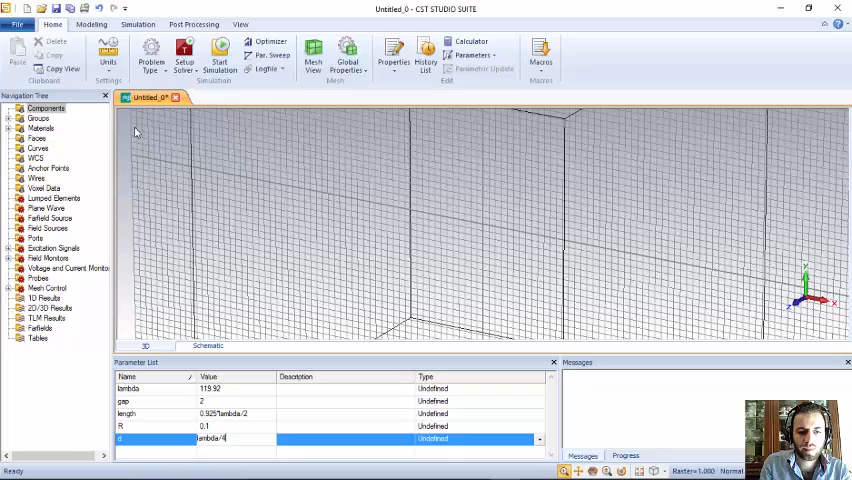 Untitled_0 - CST STUDIO SUITE
File Home Modeling Simulation Post Processing View
Paste
Delete
Copy
Copy View
Clipboard
Units
Settings
Problem Type
Setup Solver
Start Simulation
Optimizer
Par. Sweep
Logfile
Simulation
Mesh View
Global Properties
Mesh
Properties
History List
Calculator
Parameters
Parametric Update
Edit
Macros
Macros
Navigation Tree
Untitled_0*
Components
Groups
Materials
Faces
Curves
WCS
Anchor Points
Wires
Voxel Data
Lumped Elements
Plane Wave
Farfield Source
Field Sources
Ports
Excitation Signals
Field Monitors
Voltage and Current Monito
Probes
Mesh Control
1D Results
2D/3D Results
TLM Results
Farfields
Tables
y
x
z
3D Schematic
Parameter List
Name / Value Description Type
lambda 119.92 Undefined
gap 2 Undefined
length 0.925*lambda/2 Undefined
R 0.1 Undefined
d lambda/4 Undefined
Messages
Messages Progress
Ready
Raster=1.000 Normal